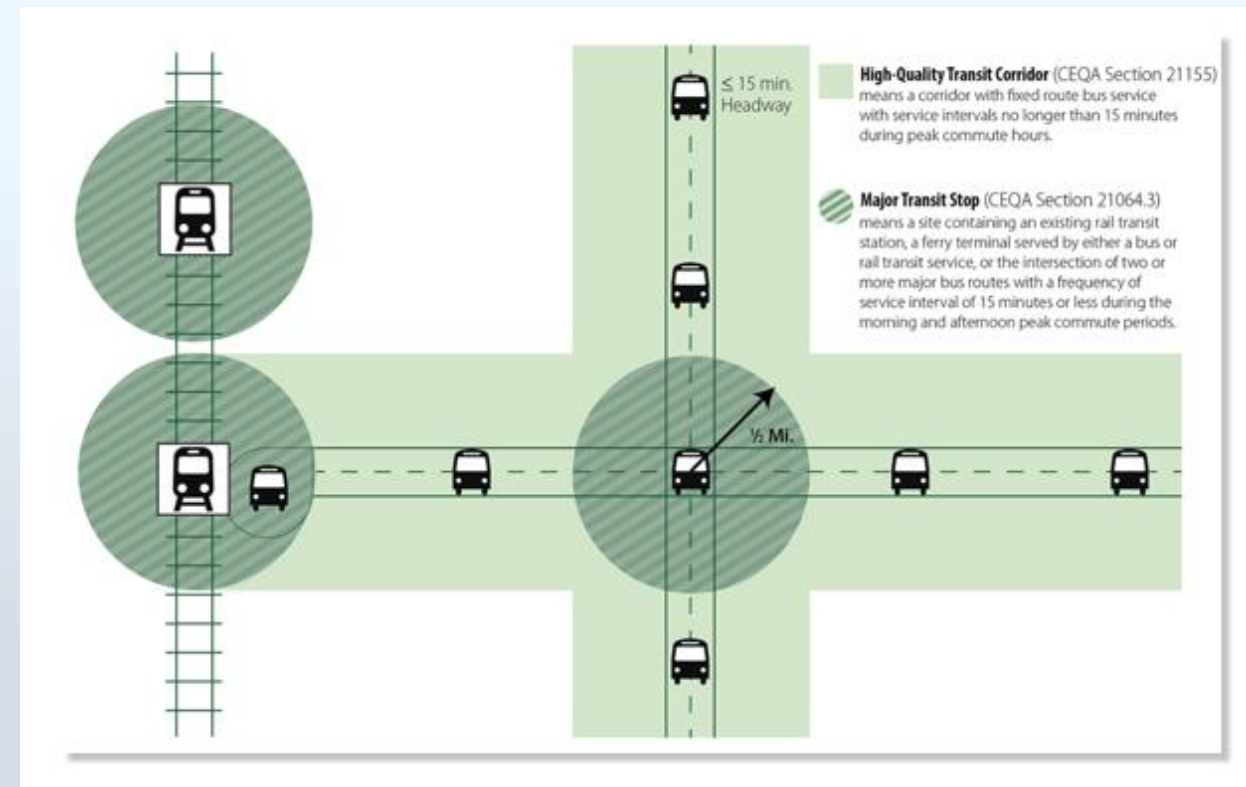 ≤ 15 min.
Headway
High-Quality Transit Corridor (CEQA Section 21155)
means a corridor with fixed route bus service
with service intervals no longer than 15 minutes
during peak commute hours.
Major Transit Stop (CEQA Section 21064.3)
means a site containing an existing rail transit
station, a ferry terminal served by either a bus or
rail transit service, or the intersection of two or
more major bus routes with a frequency of
service interval of 15 minutes or less during the
morning and afternoon peak commute periods.
½ Mi.